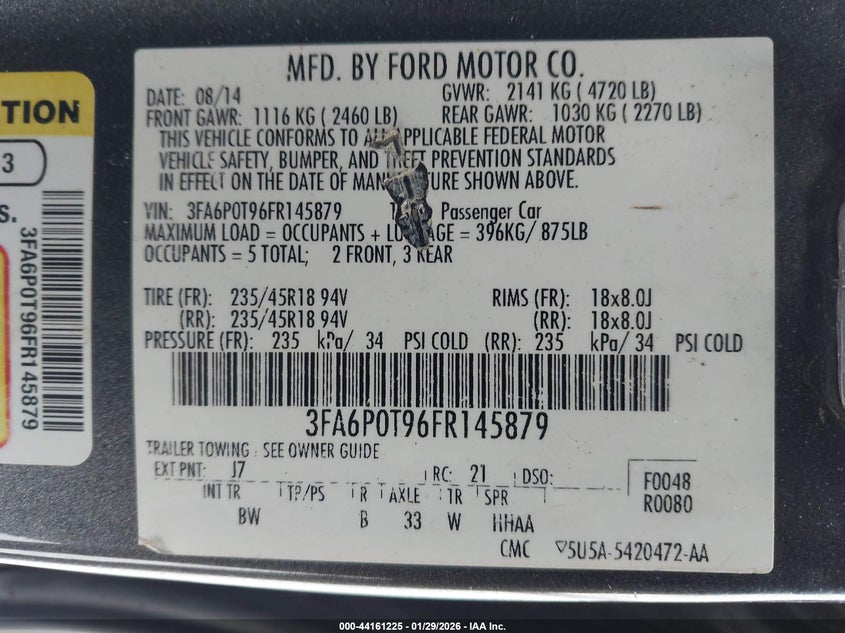 TION
3
S.
3FA6P0T96FR145879
MFD. BY FORD MOTOR CO.
DATE: 08/14 GVWR: 2141 KG ( 4720 LB)
FRONT GAWR: 1116 KG ( 2460 LB) REAR GAWR: 1030 KG ( 2270 LB)
THIS VEHICLE CONFORMS TO ALL APPLICABLE FEDERAL MOTOR
VEHICLE SAFETY, BUMPER, AND THEFT PREVENTION STANDARDS
IN EFFECT ON THE DATE OF MANUFACTURE SHOWN ABOVE.
VIN: 3FA6P0T96FR145879 Passenger Car
MAXIMUM LOAD = OCCUPANTS + LUGGAGE = 396KG/ 875LB
OCCUPANTS = 5 TOTAL; 2 FRONT, 3 REAR
TIRE (FR): 235/45R18 94V RIMS (FR): 18x8.0J
(RR): 235/45R18 94V (RR): 18x8.0J
PRESSURE (FR): 235 kPa/ 34 PSI COLD (RR): 235 kPa/ 34 PSI COLD
3FA6P0T96FR145879
TRAILER TOWING : SEE OWNER GUIDE
EXT PNT: J7 RC: 21 DSO: F0048
INT TR TP/PS R AXLE TR SPR R0080
BW B 33 W HHAA
CMC ▽5U5A-5420472-AA
000-44161225 - 01/29/2026 - IAA Inc.